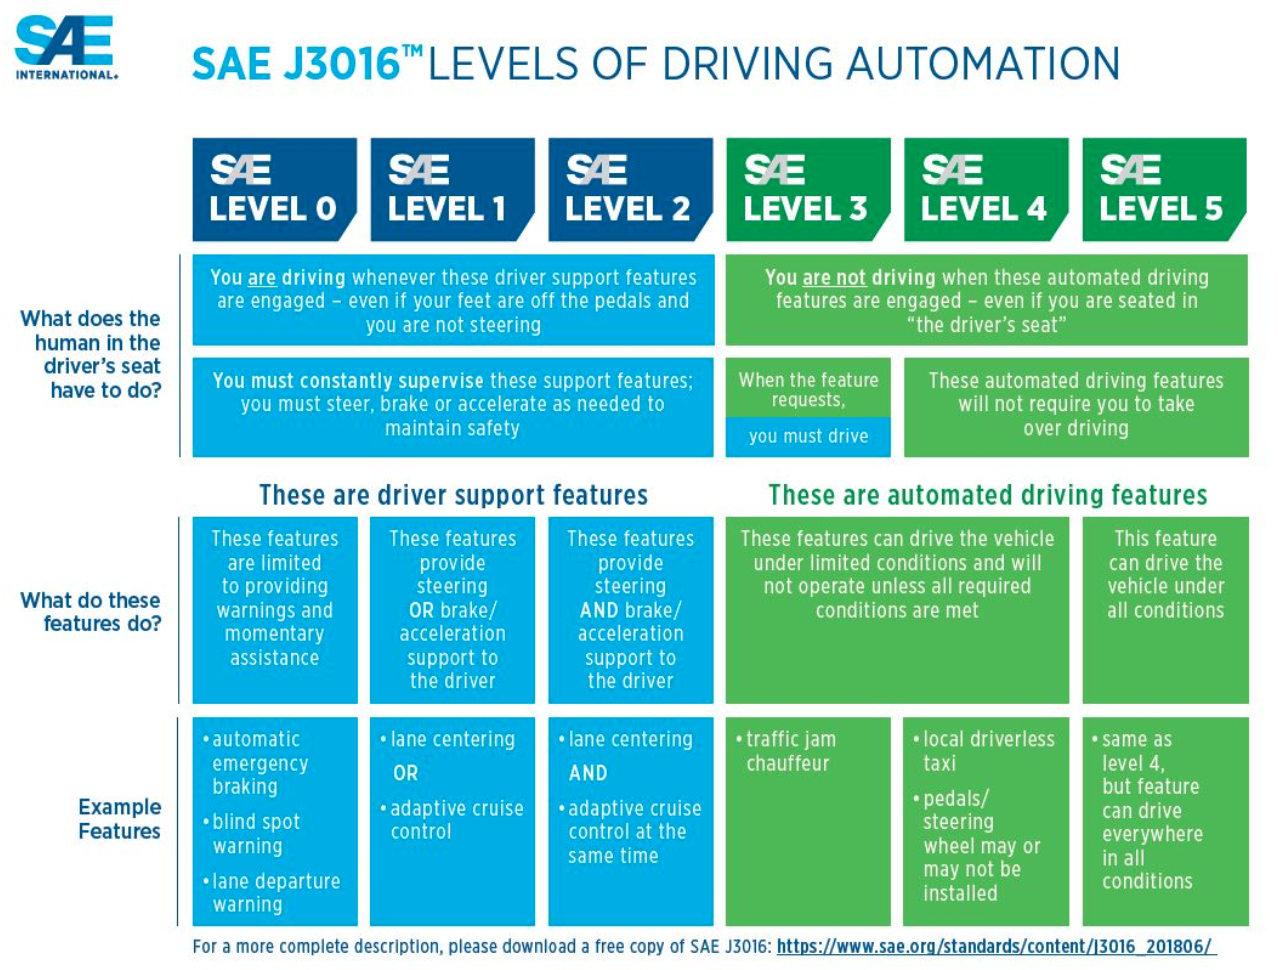 SAE
INTERNATIONAL®
SAE J3016™ LEVELS OF DRIVING AUTOMATION
SAE
LEVEL 0
SAE
LEVEL 1
SAE
LEVEL 2
SAE
LEVEL 3
SAE
LEVEL 4
SAE
LEVEL 5
What does the
human in the
driver's seat
have to do?
You are driving whenever these driver support features
are engaged – even if your feet are off the pedals and
you are not steering
You are not driving when these automated driving
features are engaged – even if you are seated in
“the driver's seat”
You must constantly supervise these support features;
you must steer, brake or accelerate as needed to
maintain safety
When the feature
requests,
you must drive
These automated driving features
will not require you to take
over driving
These are driver support features
These are automated driving features
What do these
features do?
These features
are limited
to providing
warnings and
momentary
assistance
These features
provide
steering
OR brake/
acceleration
support to
the driver
These features
provide
steering
AND brake/
acceleration
support to
the driver
These features can drive the vehicle
under limited conditions and will
not operate unless all required
conditions are met
This feature
can drive the
vehicle under
all conditions
Example
Features
• automatic
emergency
braking
• blind spot
warning
• lane departure
warning
• lane centering
OR
• adaptive cruise
control
• lane centering
AND
• adaptive cruise
control at the
same time
• traffic jam
chauffeur
• local driverless
taxi
• pedals/
steering
wheel may or
may not be
installed
• same as
level 4,
but feature
can drive
everywhere
in all
conditions
For a more complete description, please download a free copy of SAE J3016: https://www.sae.org/standards/content/J3016_201806/